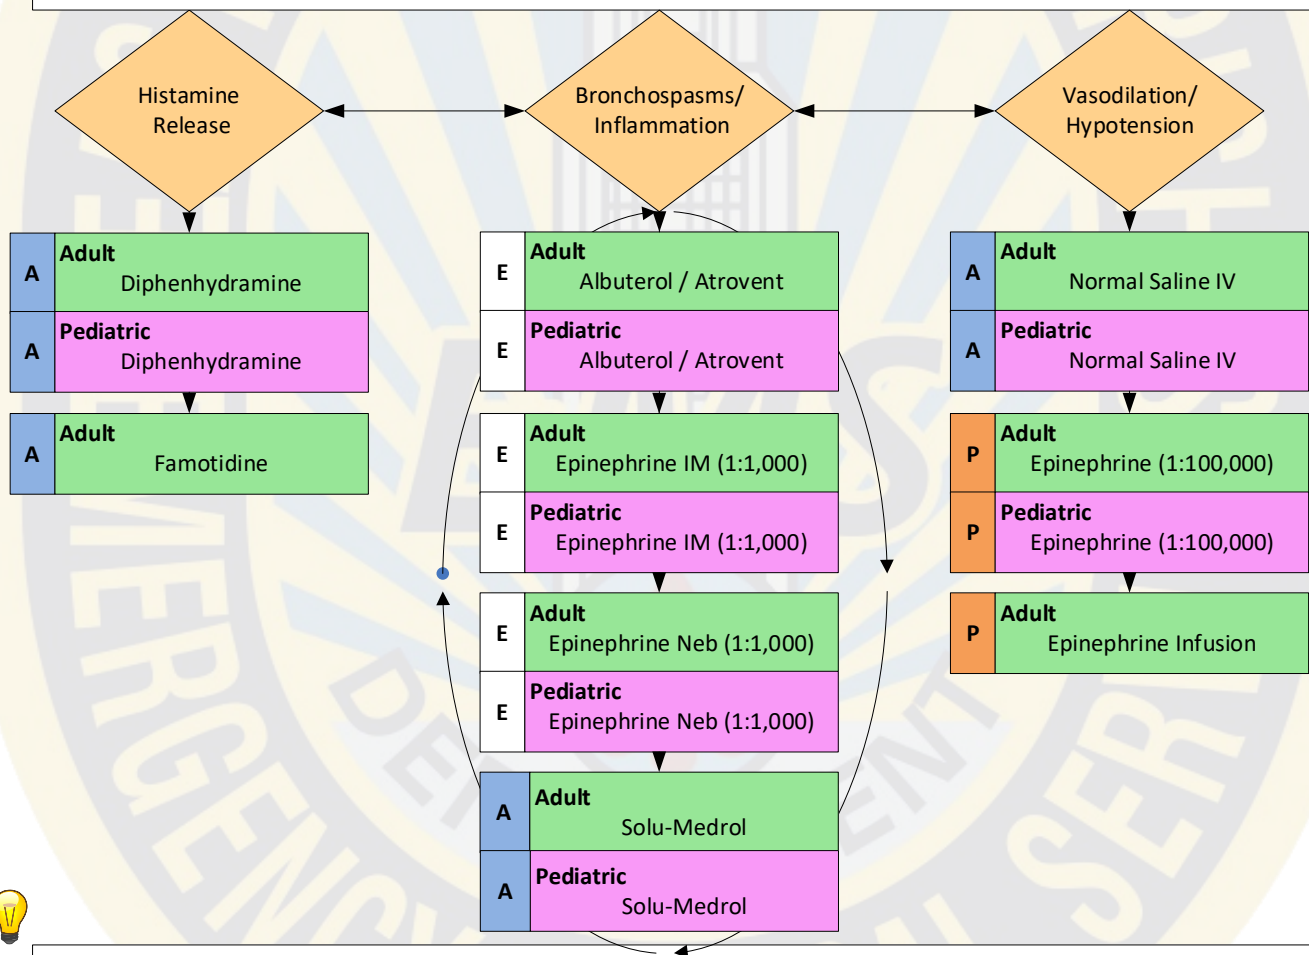 Histamine
Release
Bronchospasms/
Inflammation
Vasodilation/
Hypotension
A
Adult
Diphenhydramine
A
Pediatric
Diphenhydramine
A
Adult
Famotidine
E
Adult
Albuterol / Atrovent
E
Pediatric
Albuterol / Atrovent
E
Adult
Epinephrine IM (1:1,000)
E
Pediatric
Epinephrine IM (1:1,000)
E
Adult
Epinephrine Neb (1:1,000)
E
Pediatric
Epinephrine Neb (1:1,000)
A
Adult
Solu-Medrol
A
Pediatric
Solu-Medrol
A
Adult
Normal Saline IV
A
Pediatric
Normal Saline IV
P
Adult
Epinephrine (1:100,000)
P
Pediatric
Epinephrine (1:100,000)
P
Adult
Epinephrine Infusion